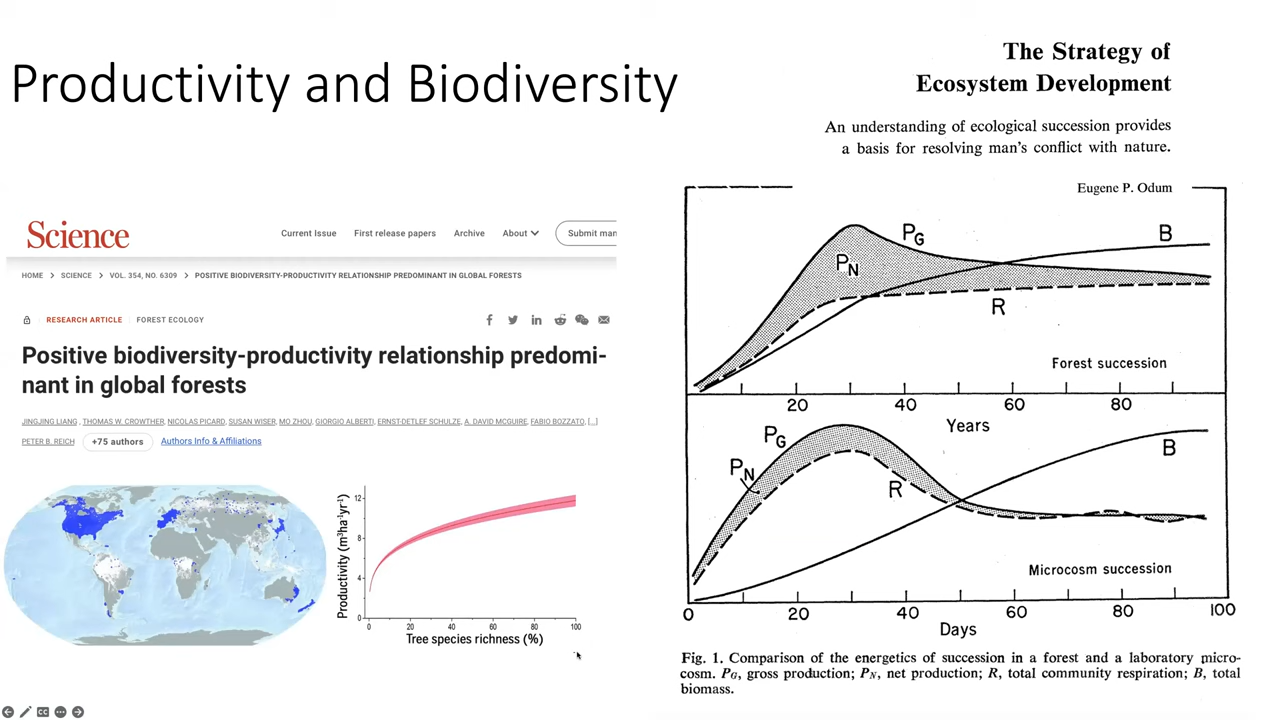 Productivity and Biodiversity
Science
Current Issue First release papers Archive About Submit man
HOME > SCIENCE > VOL. 354, NO. 6309 > POSITIVE BIODIVERSITY-PRODUCTIVITY RELATIONSHIP PREDOMINANT IN GLOBAL FORESTS
RESEARCH ARTICLE FOREST ECOLOGY
Positive biodiversity-productivity relationship predomi-
nant in global forests
JINGJING LIANG, THOMAS W. CROWTHER, NICOLAS PICARD, SUSAN WISER, MO ZHOU, GIORGIO ALBERTI, ERNST-DETLEF SCHULZE, A. DAVID MCGUIRE, FABIO BOZZATO, [...]
PETER B. REICH +75 authors Authors Info & Affiliations
Productivity (m³ha⁻¹yr⁻¹)
12
8
4
0
0 20 40 60 80 100
Tree species richness (%)
The Strategy of
Ecosystem Development
An understanding of ecological succession provides
a basis for resolving man's conflict with nature.
Eugene P. Odum
PG
B
PN
R
Forest succession
20 40 60 80
Years
PG
B
PN
R
Microcosm succession
0 20 40 60 80 100
Days
Fig. 1. Comparison of the energetics of succession in a forest and a laboratory micro-
cosm. PG, gross production; PN, net production; R, total community respiration; B, total
biomass.
CC